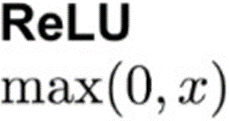 ReLU
max(0, x)